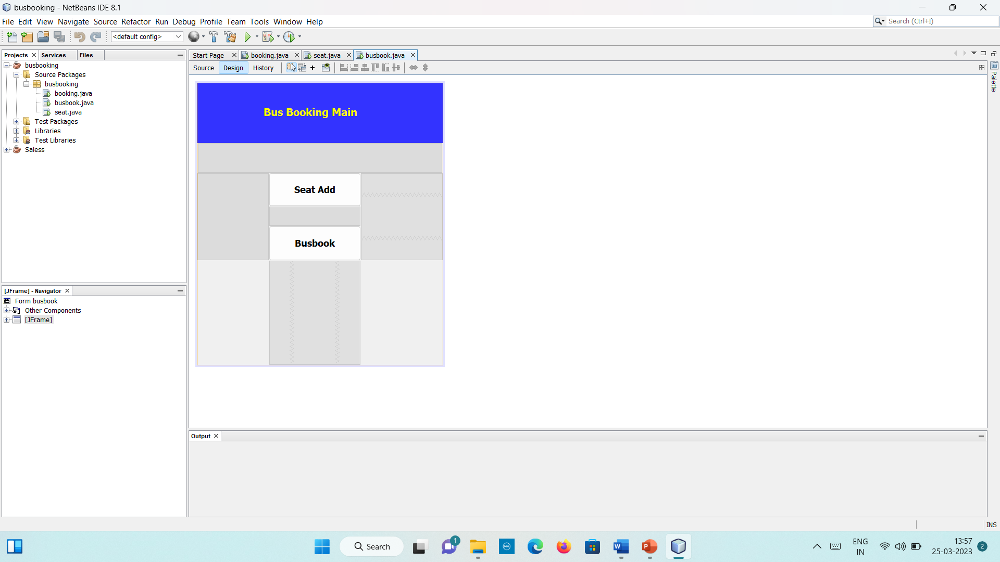 busbooking - NetBeans IDE 8.1
File Edit View Navigate Source Refactor Run Debug Profile Team Tools Window Help
Search (Ctrl+I)
<default config>
Projects Services Files
busbooking
Source Packages
busbooking
booking.java
busbook.java
seat.java
Test Packages
Libraries
Test Libraries
Saless
[JFrame] - Navigator
Form busbook
Other Components
[JFrame]
Start Page booking.java seat.java busbook.java
Source Design History
Palette
Bus Booking Main
Seat Add
Busbook
Output
INS
Search
1
ENG
IN
13:57
25-03-2023
2